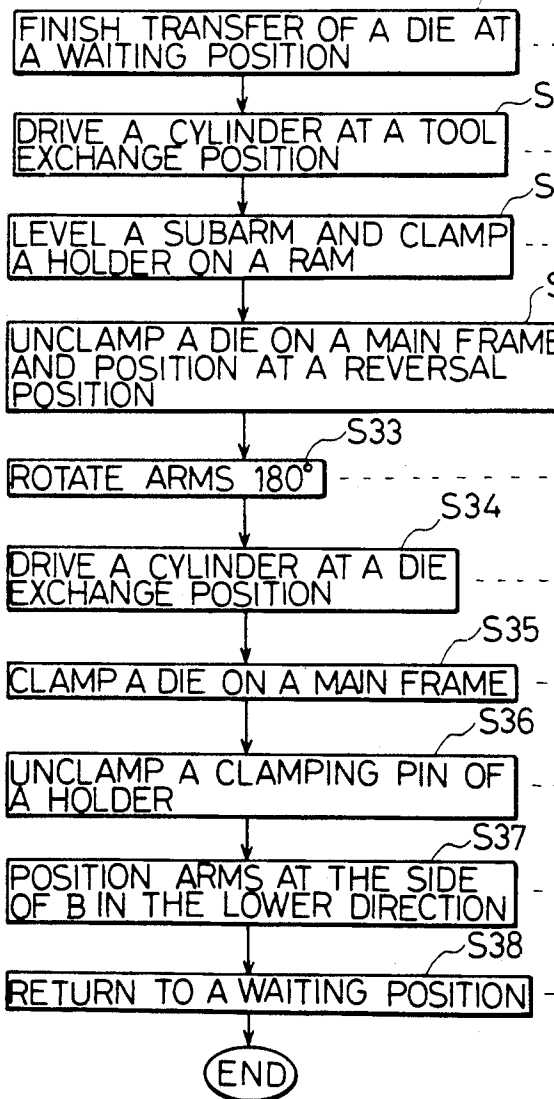 FINISH TRANSFER OF A DIE AT
A WAITING POSITION
S
DRIVE A CYLINDER AT A TOOL
EXCHANGE POSITION
S
LEVEL A SUBARM AND CLAMP
A HOLDER ON A RAM
S
UNCLAMP A DIE ON A MAIN FRAME
AND POSITION AT A REVERSAL
POSITION
S33
ROTATE ARMS 180°
S34
DRIVE A CYLINDER AT A DIE
EXCHANGE POSITION
S35
CLAMP A DIE ON A MAIN FRAME
S36
UNCLAMP A CLAMPING PIN OF
A HOLDER
S37
POSITION ARMS AT THE SIDE
OF B IN THE LOWER DIRECTION
S38
RETURN TO A WAITING POSITION
END